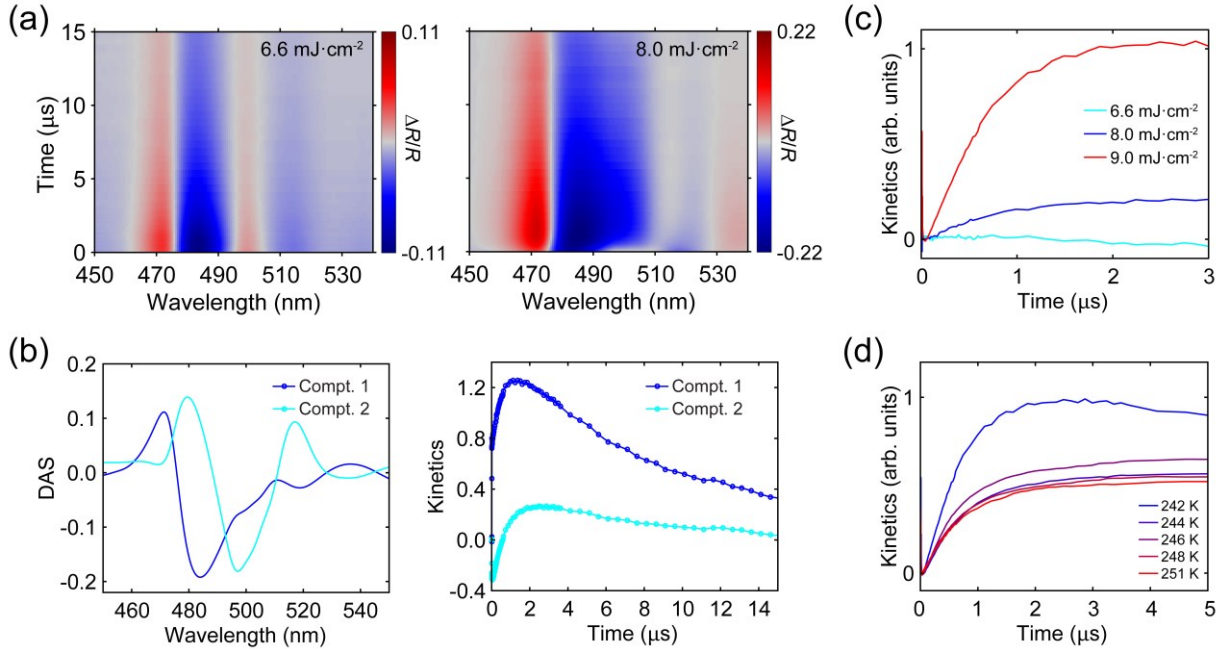 (a)
6.6 mJ·cm-2
0.11
ΔR/R
-0.11
8.0 mJ·cm-2
0.22
ΔR/R
-0.22
Time (μs)
15
10
5
0
450 470 490 510 530
Wavelength (nm)
450 470 490 510 530
Wavelength (nm)
(c)
Kinetics (arb. units)
1
0
6.6 mJ·cm-2
8.0 mJ·cm-2
9.0 mJ·cm-2
0 1 2 3
Time (μs)
(b)
DAS
0.2
0.1
0.0
-0.1
-0.2
Compt. 1
Compt. 2
460 480 500 520 540
Wavelength (nm)
Kinetics
1.2
0.8
0.4
0.0
-0.4
Compt. 1
Compt. 2
0 2 4 6 8 10 12 14
Time (μs)
(d)
Kinetics (arb. units)
1
0
242 K
244 K
246 K
248 K
251 K
0 1 2 3 4 5
Time (μs)